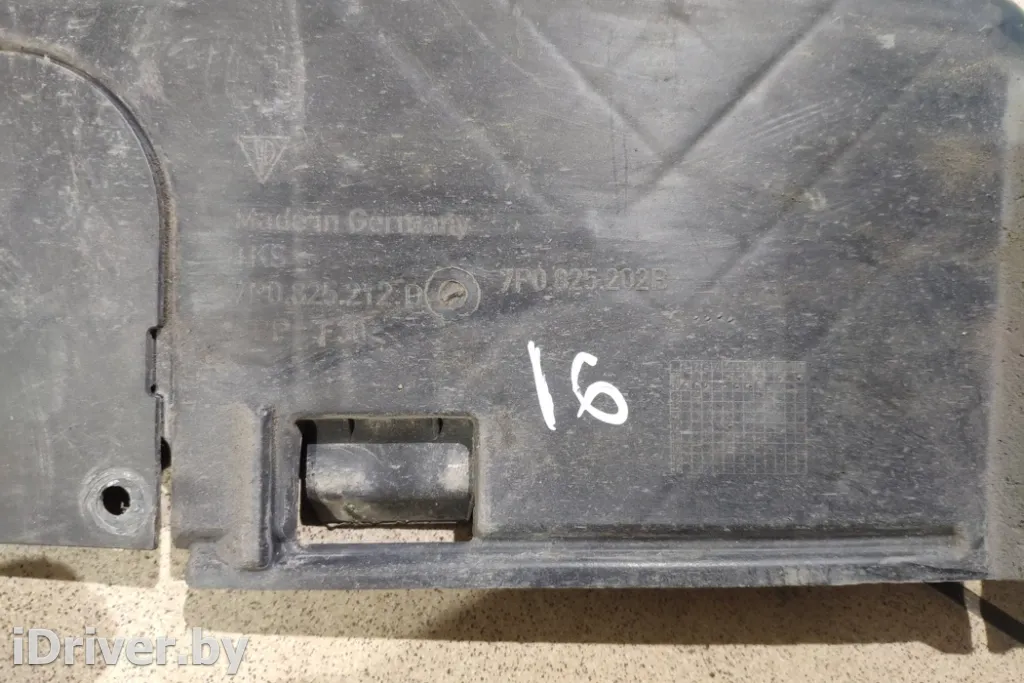 Made in Germany
7P0.825.212.D
7P0.825.202B
16
iDriver.by